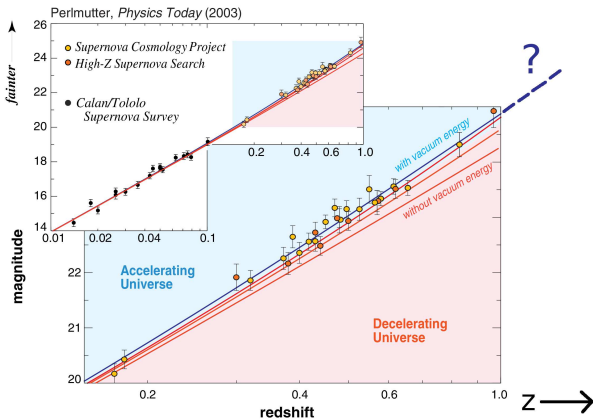 Perlmutter, Physics Today (2003)
26
24
22
20
18
16
14
fainter
magnitude
Supernova Cosmology Project
High-Z Supernova Search
Calan/Tololo
Supernova Survey
0.2
0.4
0.6
1.0
0.01
0.02
0.04
0.1
?
with vacuum energy
without vacuum energy
22
21
20
Accelerating
Universe
Decelerating
Universe
0.2
0.4
0.6
1.0
redshift
z